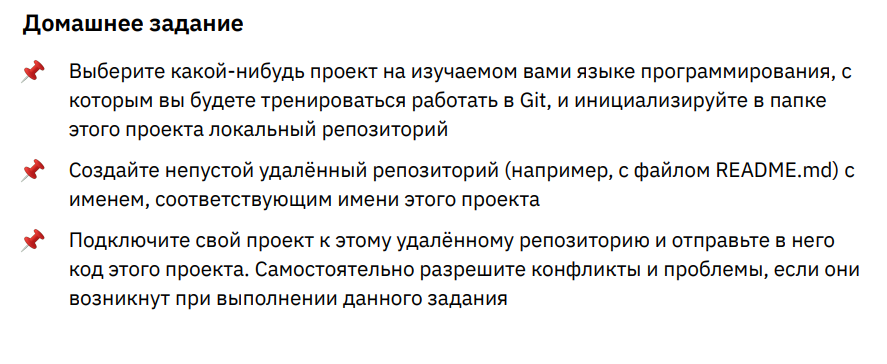 Домашнее задание
Выберите какой-нибудь проект на изучаемом вами языке программирования, с
которым вы будете тренироваться работать в Git, и инициализируйте в папке
этого проекта локальный репозиторий
Создайте непустой удалённый репозиторий (например, с файлом README.md) с
именем, соответствующим имени этого проекта
Подключите свой проект к этому удалённому репозиторию и отправьте в него
код этого проекта. Самостоятельно разрешите конфликты и проблемы, если они
возникнут при выполнении данного задания